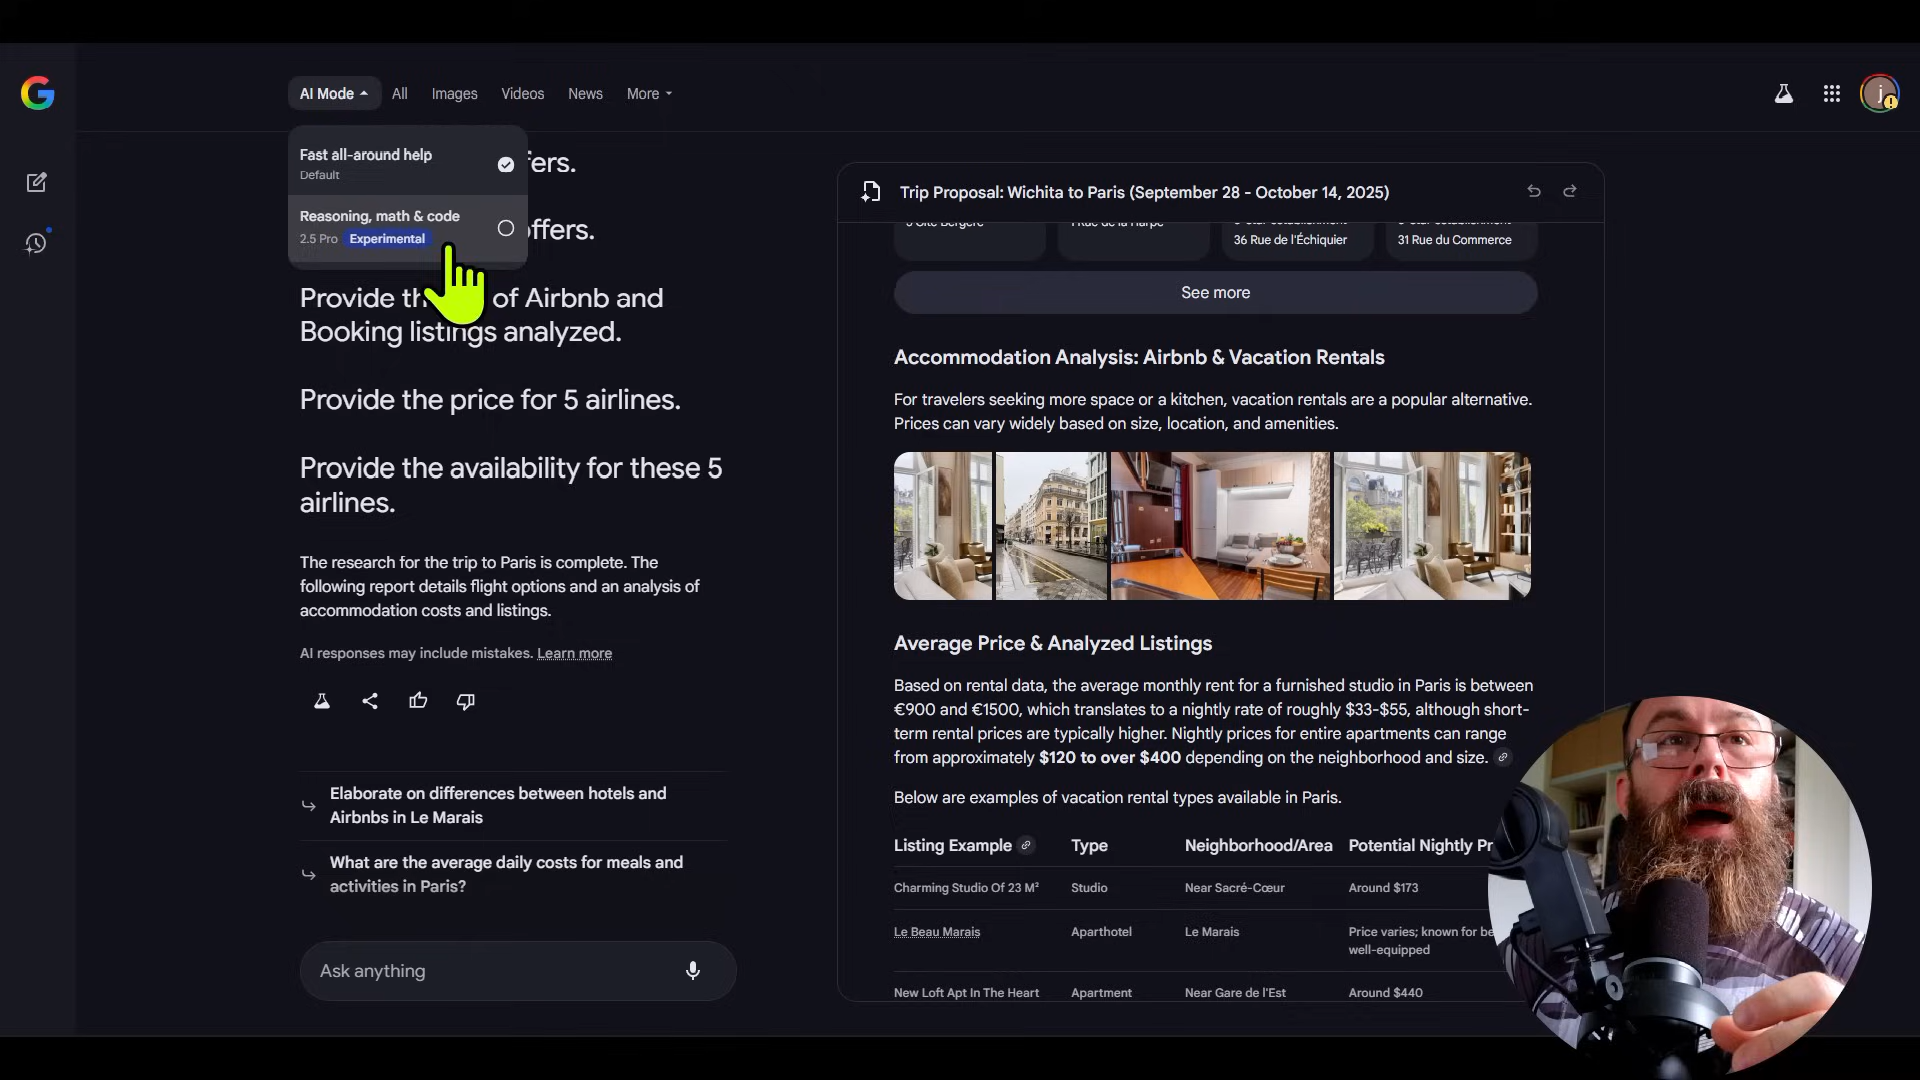 AI Mode
All
Images
Videos
News
More
j
Fast all-around help
Default
Reasoning, math & code
2.5 Pro
Experimental
offers.
Provide of Airbnb and
Booking listings analyzed.
Provide the price for 5 airlines.
Provide the availability for these 5
airlines.
The research for the trip to Paris is complete. The
following report details flight options and an analysis of
accommodation costs and listings.
AI responses may include mistakes. Learn more
Elaborate on differences between hotels and
Airbnbs in Le Marais
What are the average daily costs for meals and
activities in Paris?
Ask anything
Trip Proposal: Wichita to Paris (September 28 - October 14, 2025)
36 Rue de l'Échiquier
31 Rue du Commerce
See more
Accommodation Analysis: Airbnb & Vacation Rentals
For travelers seeking more space or a kitchen, vacation rentals are a popular alternative.
Prices can vary widely based on size, location, and amenities.
Average Price & Analyzed Listings
Based on rental data, the average monthly rent for a furnished studio in Paris is between
€900 and €1500, which translates to a nightly rate of roughly $33-$55, although short-
term rental prices are typically higher. Nightly prices for entire apartments can range
from approximately $120 to over $400 depending on the neighborhood and size.
Below are examples of vacation rental types available in Paris.
Listing Example Type Neighborhood/Area Potential Nightly Pr
Charming Studio Of 23 M² Studio Near Sacré-Cœur Around $173
Le Beau Marais Aparthotel Le Marais Price varies; known for be
well-equipped
New Loft Apt In The Heart Apartment Near Gare de l'Est Around $440